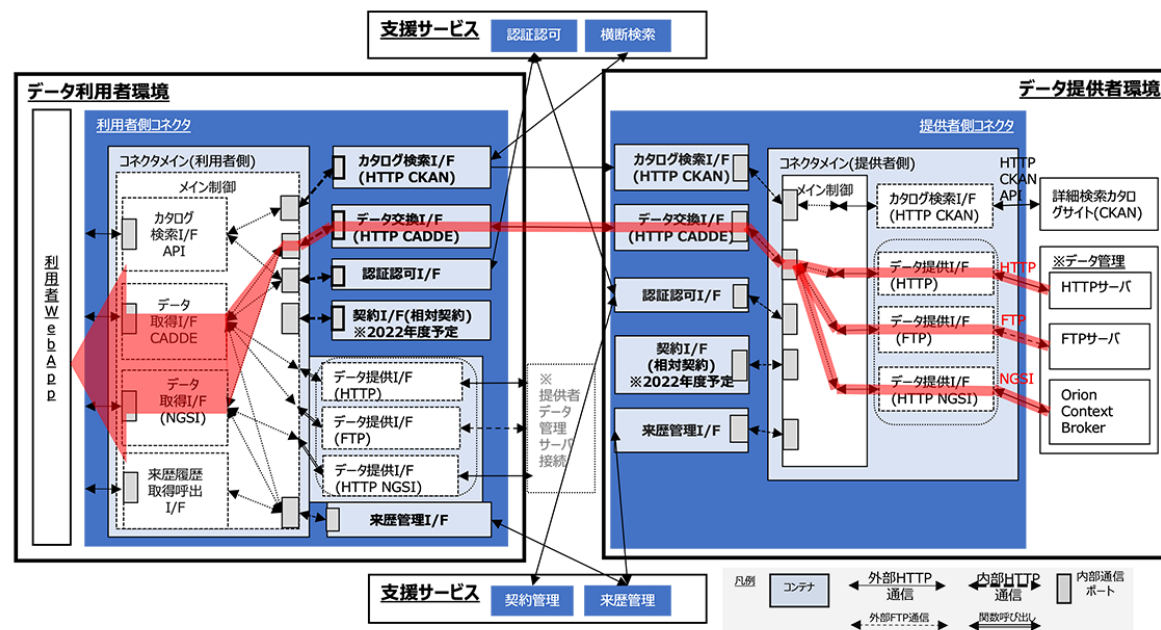 支援サービス
認証認可
横断検索
データ利用者環境
利用者側コネクタ
コネクタメイン(利用者側)
メイン制御
カタログ
検索I/F
API
データ
取得I/F
CADDE
データ
取得I/F
(NGSI)
来歴履歴
取得呼出
I/F
利用者WebApp
カタログ検索I/F
(HTTP CKAN)
データ交換I/F
(HTTP CADDE)
認証認可I/F
契約I/F(相対契約)
※2022年度予定
データ提供I/F
(HTTP)
データ提供I/F
(FTP)
データ提供I/F
(HTTP NGSI)
来歴管理I/F
※
提供者
データ
管理
サーバ
接続
データ提供者環境
提供者側コネクタ
カタログ検索I/F
(HTTP CKAN)
データ交換I/F
(HTTP CADDE)
認証認可I/F
契約I/F
(相対契約)
※2022年度予定
来歴管理I/F
コネクタメイン(提供者側)
メイン制御
カタログ検索I/F
(HTTP CKAN)
データ提供I/F
(HTTP)
データ提供I/F
(FTP)
データ提供I/F
(HTTP NGSI)
HTTP
CKAN
API
HTTP
FTP
NGSI
詳細検索カタロ
グサイト(CKAN)
※データ管理
HTTPサーバ
FTPサーバ
Orion
Context
Broker
支援サービス
契約管理
来歴管理
凡例
コンテナ
外部HTTP
通信
内部HTTP
通信
内部通信
ポート
外部FTP通信
関数呼び出し